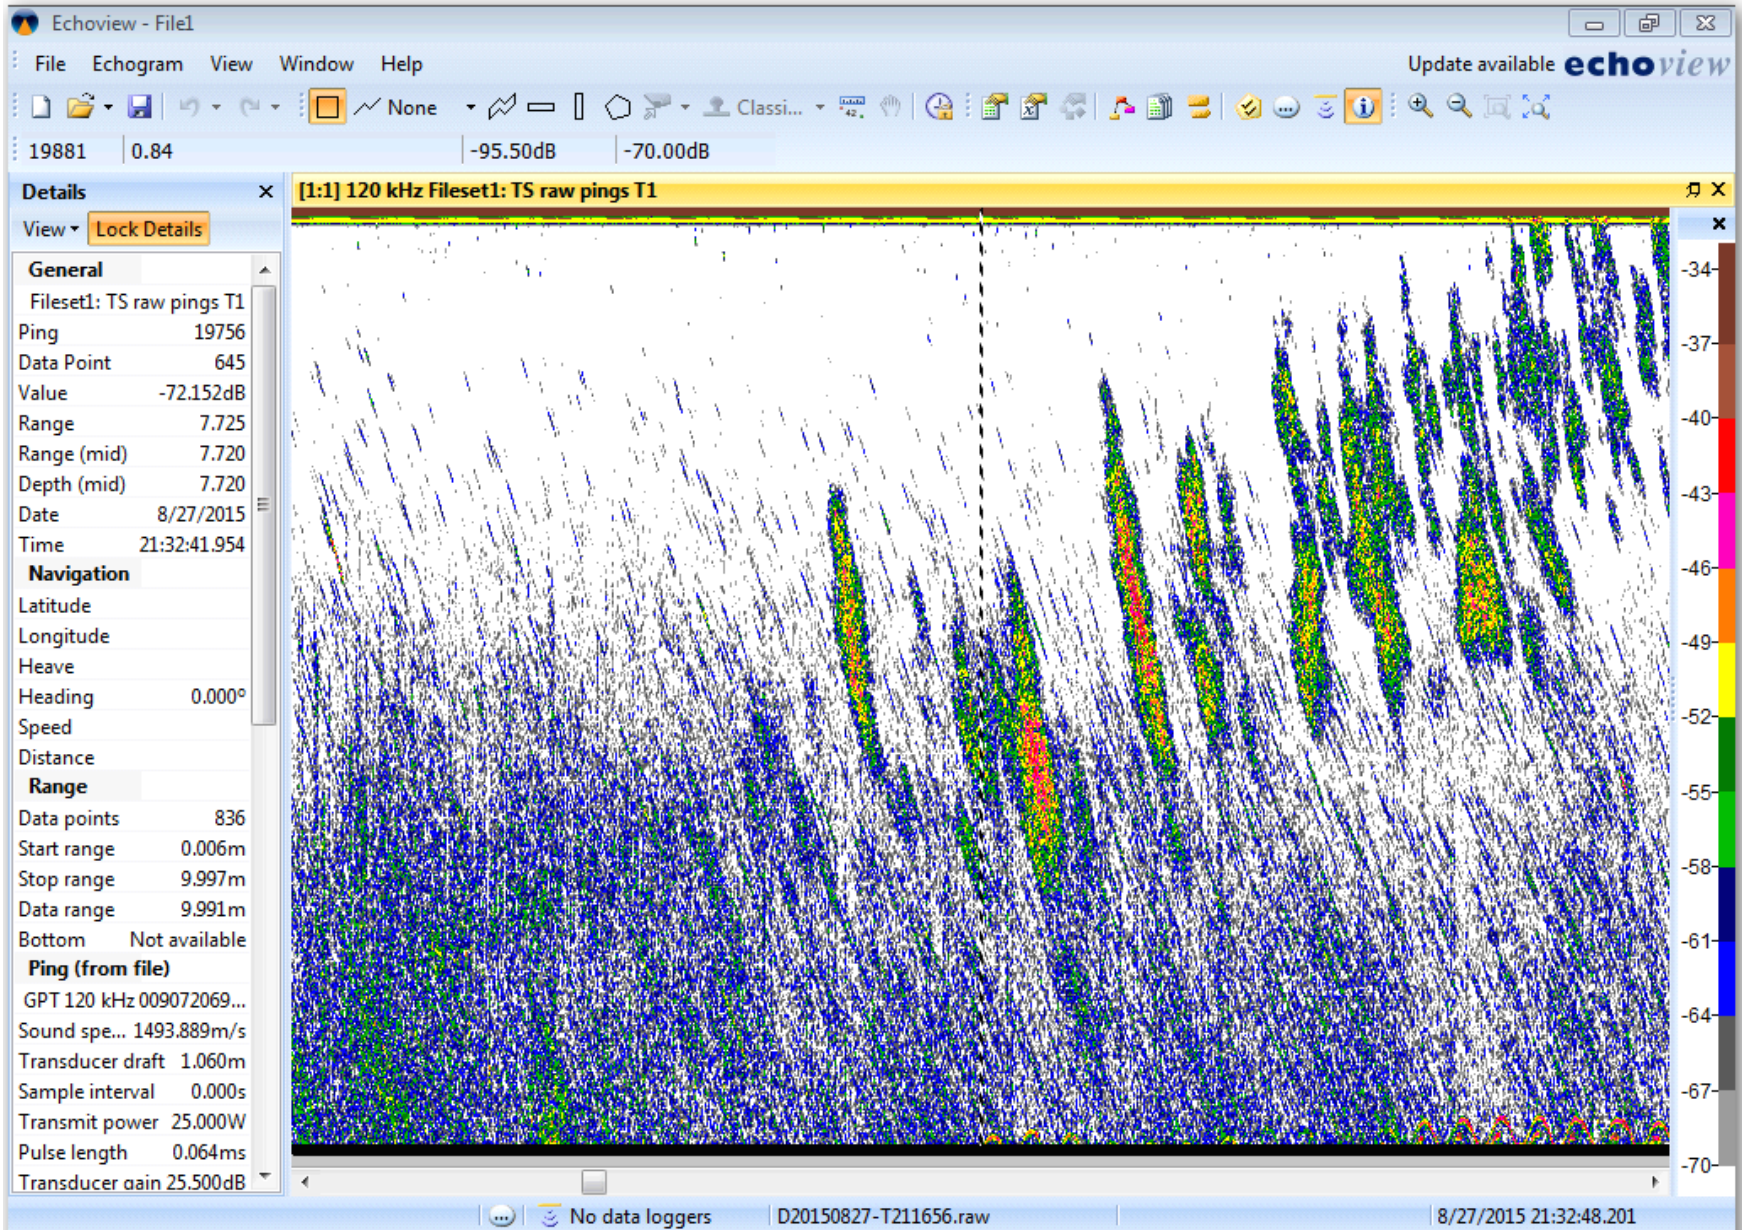 Echoview - File1
File Echogram View Window Help
Update available echoview
None Classi...
19881 0.84 -95.50dB -70.00dB
Details
[1:1] 120 kHz Fileset1: TS raw pings T1
View Lock Details
General
Fileset1: TS raw pings T1
Ping 19756
Data Point 645
Value -72.152dB
Range 7.725
Range (mid) 7.720
Depth (mid) 7.720
Date 8/27/2015
Time 21:32:41.954
Navigation
Latitude
Longitude
Heave
Heading 0.000º
Speed
Distance
Range
Data points 836
Start range 0.006m
Stop range 9.997m
Data range 9.991m
Bottom Not available
Ping (from file)
GPT 120 kHz 009072069...
Sound spe... 1493.889m/s
Transducer draft 1.060m
Sample interval 0.000s
Transmit power 25.000W
Pulse length 0.064ms
Transducer gain 25.500dB
-34
-37
-40
-43
-46
-49
-52
-55
-58
-61
-64
-67
-70
No data loggers D20150827-T211656.raw 8/27/2015 21:32:48.201